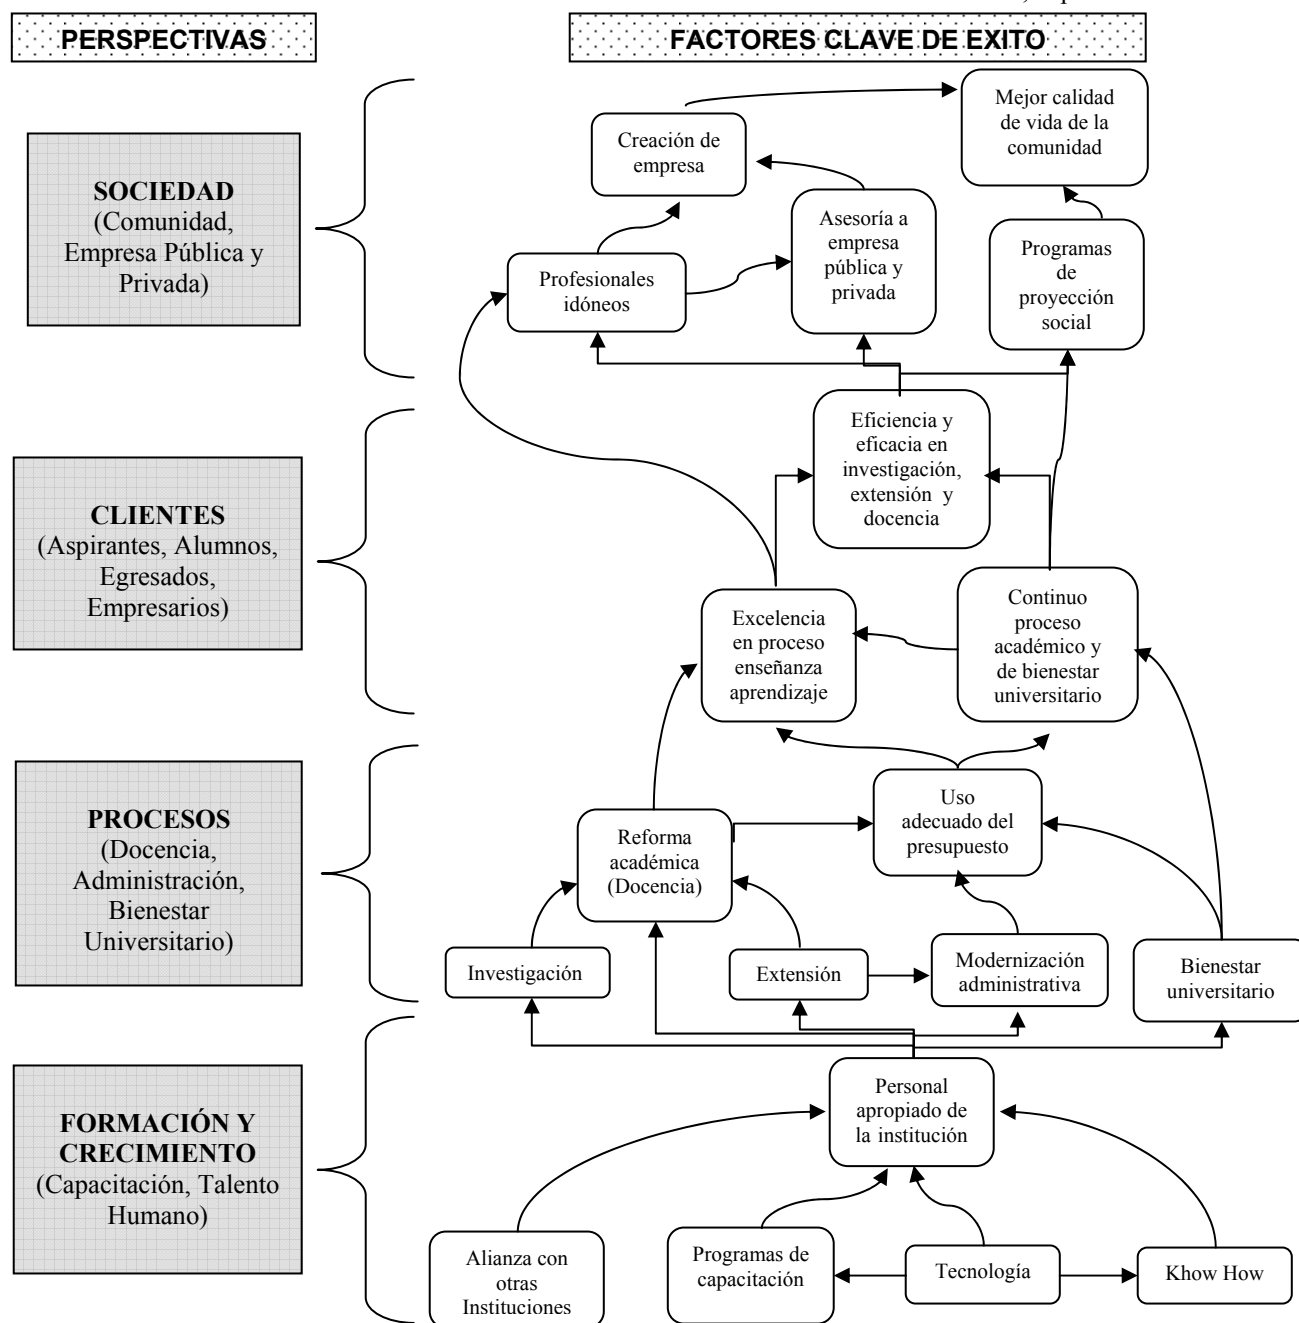 PERSPECTIVAS
FACTORES CLAVE DE EXITO
SOCIEDAD
(Comunidad,
Empresa Pública y
Privada)
Mejor calidad
de vida de la
comunidad
Creación de
empresa
Asesoría a
empresa
pública y
privada
Programas
de
proyección
social
Profesionales
idóneos
CLIENTES
(Aspirantes, Alumnos,
Egresados,
Empresarios)
Eficiencia y
eficacia en
investigación,
extensión y
docencia
Excelencia
en proceso
enseñanza
aprendizaje
Continuo
proceso
académico y
de bienestar
universitario
PROCESOS
(Docencia,
Administración,
Bienestar
Universitario)
Uso
adecuado del
presupuesto
Reforma
académica
(Docencia)
Investigación
Extensión
Modernización
administrativa
Bienestar
universitario
FORMACIÓN Y
CRECIMIENTO
(Capacitación, Talento
Humano)
Personal
apropiado de
la institución
Alianza con
otras
Instituciones
Programas de
capacitación
Tecnología
Khow How